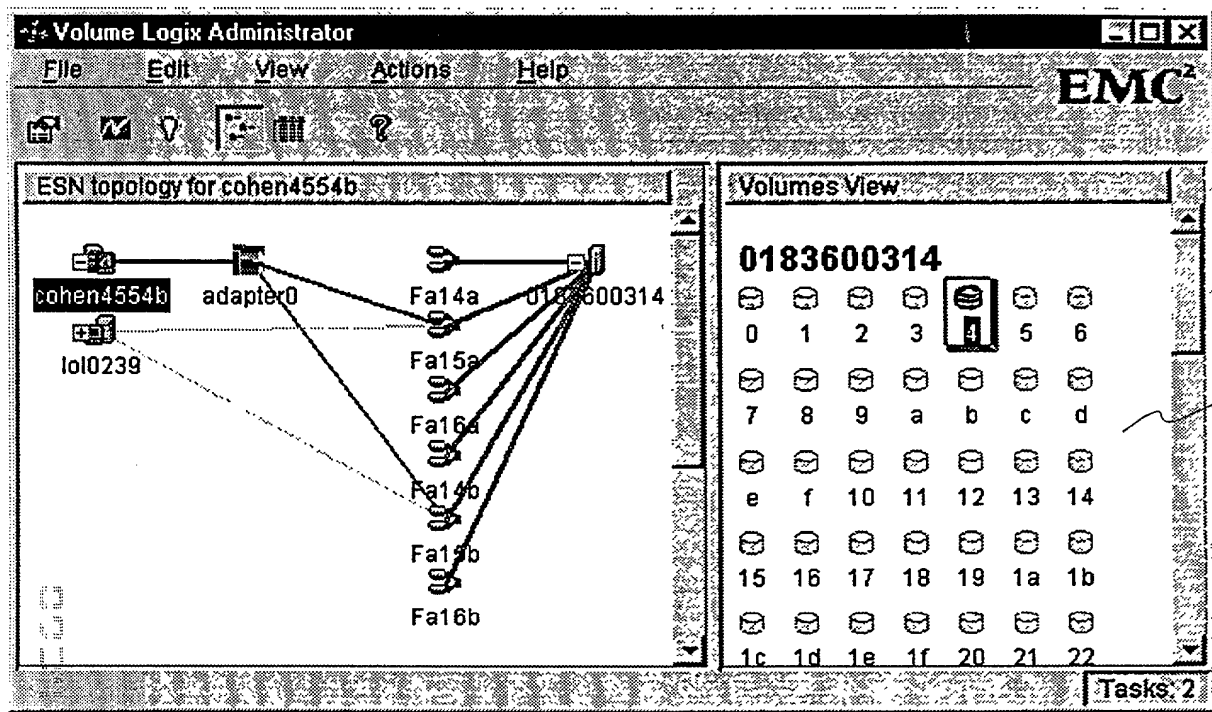 Volume Logix Administrator
File Edit View Actions Help
EMC²
ESN topology for cohen4554b
cohen4554b adapter0 Fa14a 0183600314
lol0239 Fa15a
Fa16a
Fa14b
Fa15b
Fa16b
Volumes View
0183600314
0 1 2 3 4 5 6
7 8 9 a b c d
e f 10 11 12 13 14
15 16 17 18 19 1a 1b
1c 1d 1e 1f 20 21 22
Tasks: 2